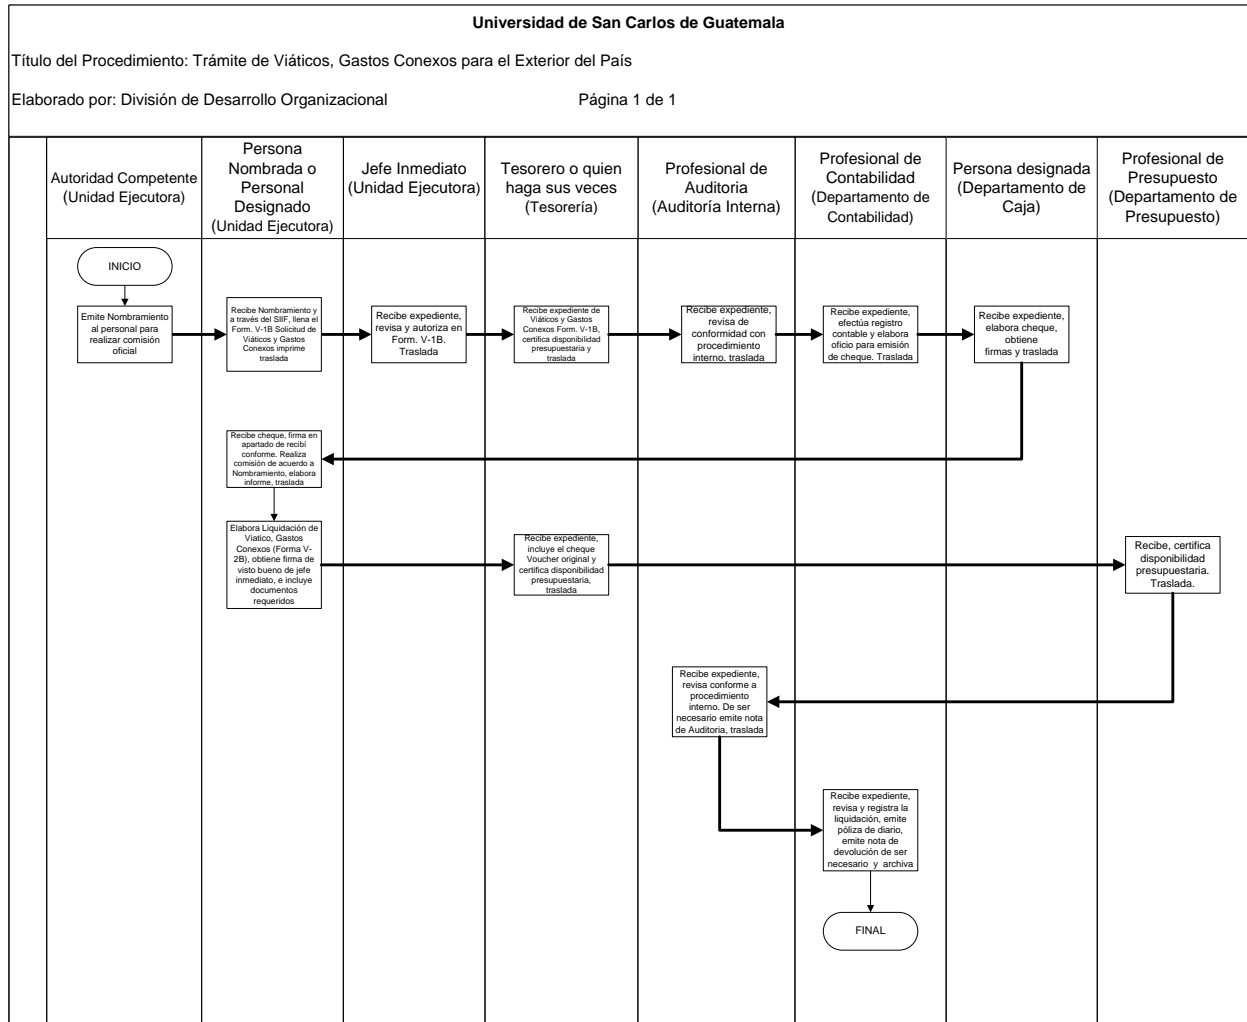 Universidad de San Carlos de Guatemala
Título del Procedimiento: Trámite de Viáticos, Gastos Conexos para el Exterior del País
Elaborado por: División de Desarrollo Organizacional
Página 1 de 1
Autoridad Competente
(Unidad Ejecutora)
Persona
Nombrada o
Personal
Designado
(Unidad Ejecutora)
Jefe Inmediato
(Unidad Ejecutora)
Tesorero o quien
haga sus veces
(Tesorería)
Profesional de
Auditoria
(Auditoría Interna)
Profesional de
Contabilidad
(Departamento de
Contabilidad)
Persona designada
(Departamento de
Caja)
Profesional de
Presupuesto
(Departamento de
Presupuesto)
INICIO
Emite Nombramiento
al personal para
realizar comisión
oficial
Recibe Nombramiento y
a través del SIIF, llena el
Form. V-1B Solicitud de
Viáticos y Gastos
Conexos imprime
traslada
Recibe expediente,
revisa y autoriza en
Form. V-1B.
Traslada
Recibe expediente de
Viáticos y Gastos
Conexos Form. V-1B,
certifica disponibilidad
presupuestaria y
traslada
Recibe expediente,
revisa de
conformidad con
procedimiento
interno. traslada
Recibe expediente,
efectúa registro
contable y elabora
oficio para emisión
de cheque. Traslada
Recibe expediente,
elabora cheque,
obtiene
firmas y traslada
Recibe cheque, firma en
apartado de recibí
conforme. Realiza
comisión de acuerdo a
Nombramiento, elabora
informe, traslada
Elabora Liquidación de
Viatico, Gastos
Conexos (Forma V-
2B), obtiene firma de
visto bueno de jefe
inmediato, e incluye
documentos
requeridos
Recibe expediente,
incluye el cheque
Voucher original y
certifica disponibilidad
presupuestaria,
traslada
Recibe, certifica
disponibilidad
presupuestaria.
Traslada.
Recibe expediente,
revisa conforme a
procedimiento
interno. De ser
necesario emite nota
de Auditoria, traslada
Recibe expediente,
revisa y registra la
liquidación, emite
póliza de diario,
emite nota de
devolución de ser
necesario y archiva
FINAL